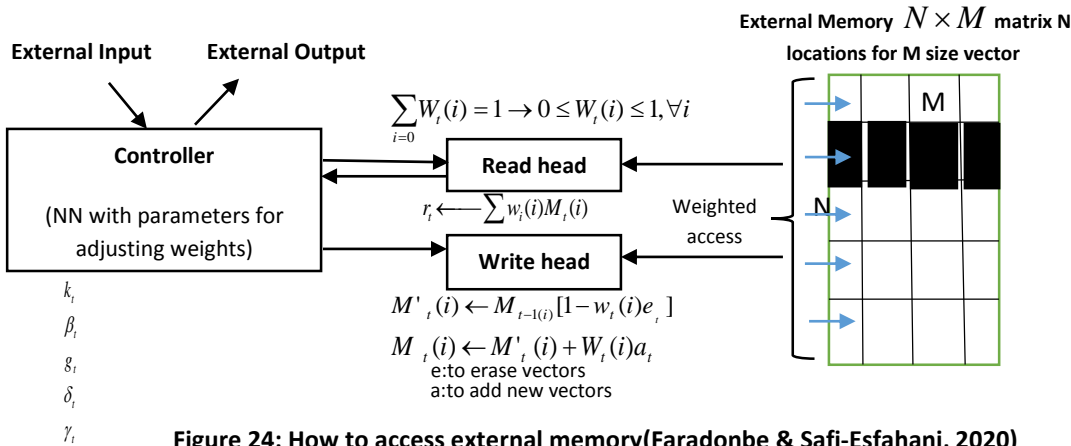 External Memory N × M matrix N
locations for M size vector
External Input
External Output
∑_{i=0} W_t(i) = 1 → 0 ≤ W_t(i) ≤ 1, ∀i
M
Controller
(NN with parameters for
adjusting weights)
Read head
r_t ← ∑ w_i(i)M_t(i)
Weighted
access
N
Write head
M'_t(i) ← M_{t-1(i)}[1 − w_t(i)e_t]
M_t(i) ← M'_t(i) + W_t(i)a_t
e:to erase vectors
a:to add new vectors
k_t
β_t
g_t
δ_t
γ_t
Figure 24: How to access external memory(Faradonbe & Safi-Esfahani, 2020)